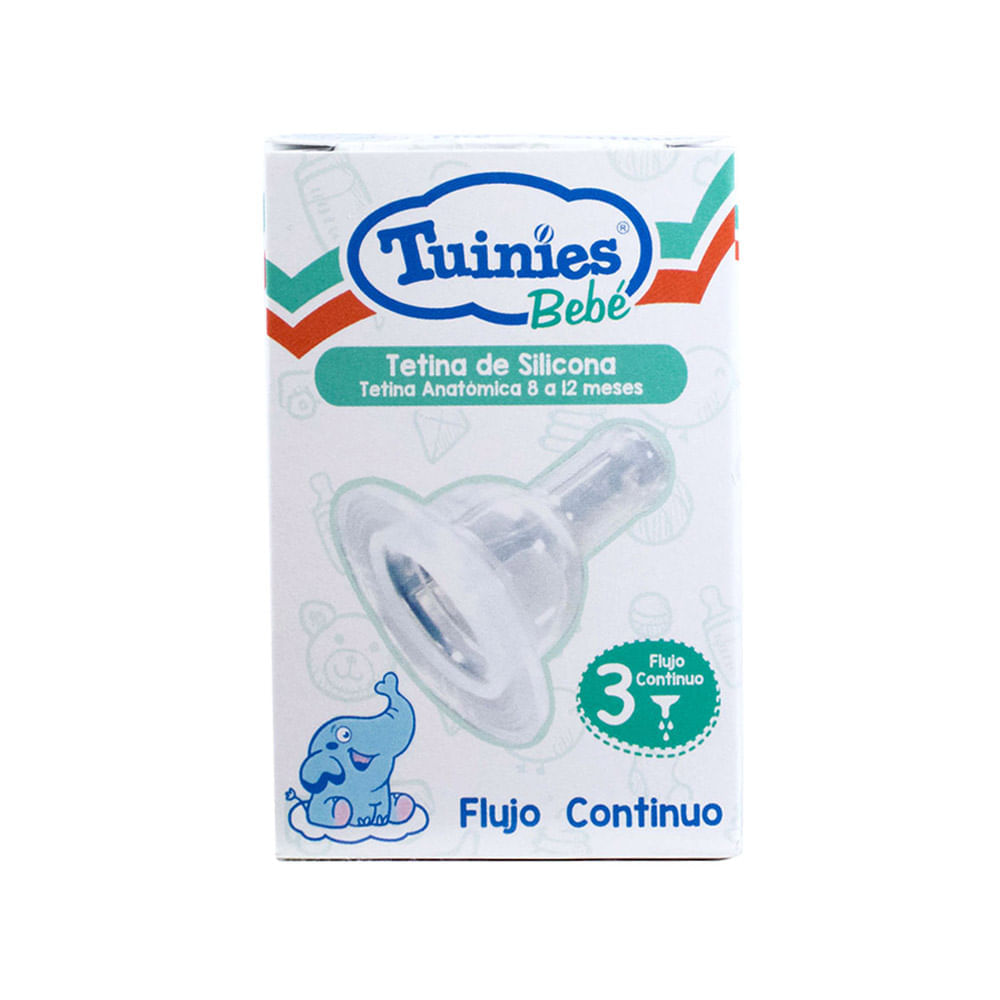 Tuinies®
Bebé
Tetina de Silicona
Tetina Anatómica 8 a 12 meses
3
Flujo
Continuo
Flujo Continuo